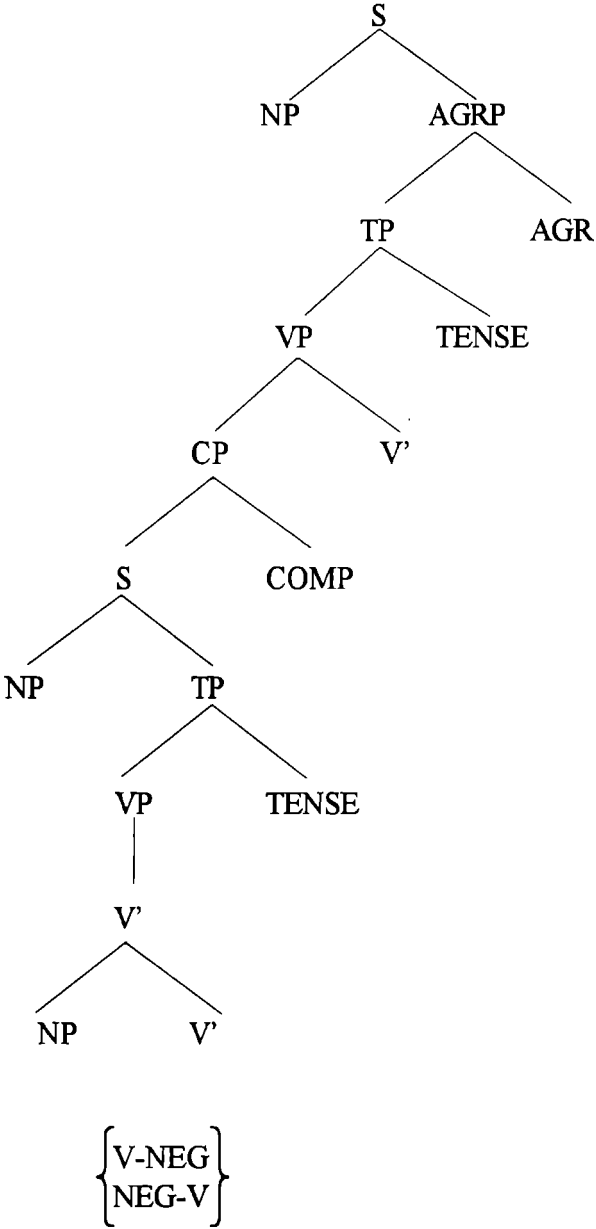 S
NP AGRP
TP AGR
VP TENSE
CP V'
S COMP
NP TP
VP TENSE
V'
NP V'
V-NEG
NEG-V